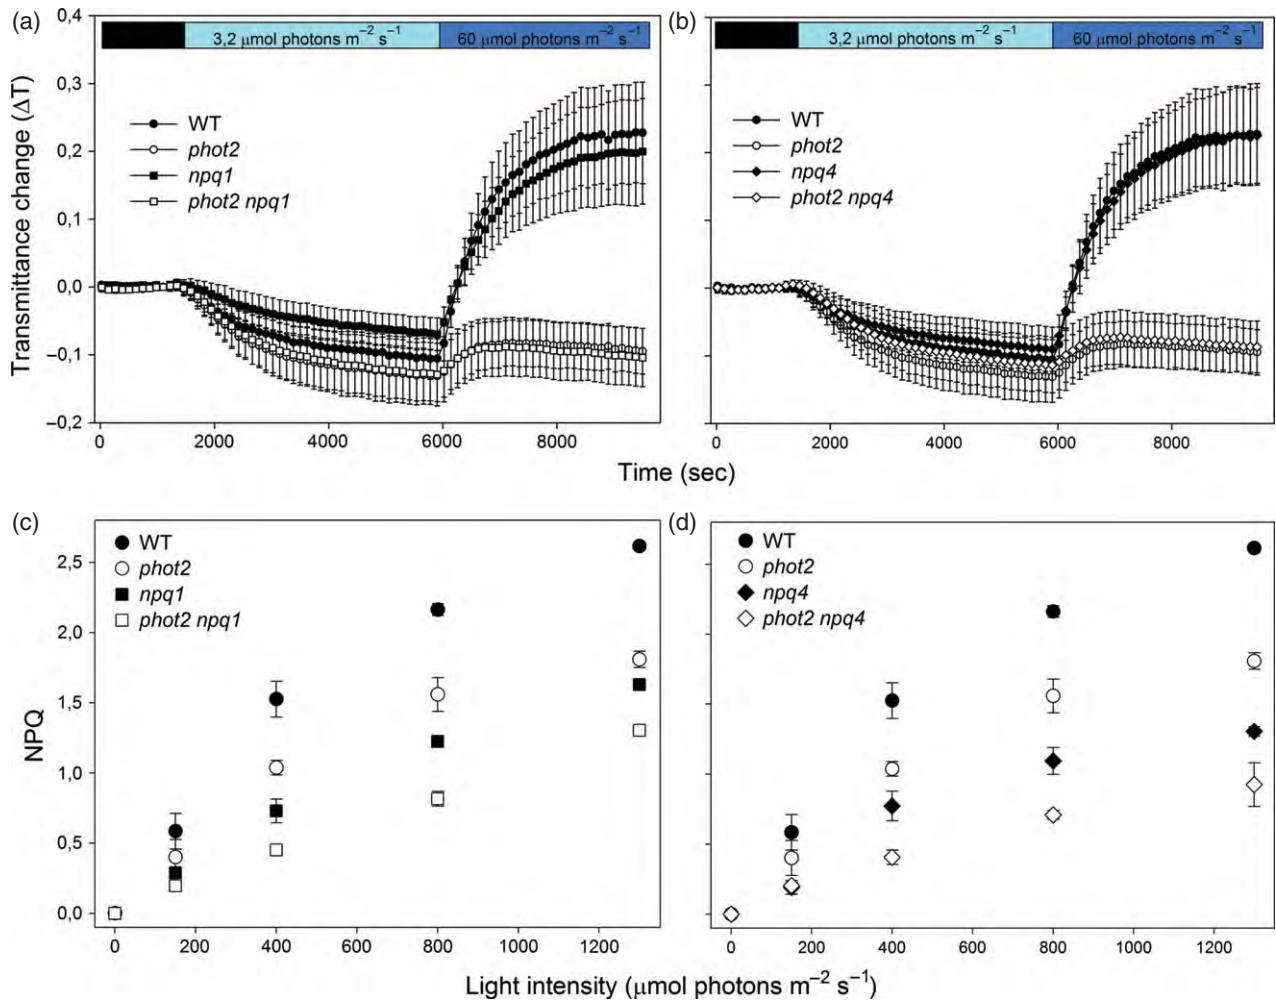 (a)
0,4
3,2 μmol photons m⁻² s⁻¹
60 μmol photons m⁻² s⁻¹
0,3
WT
phot2
npq1
phot2 npq1
0,2
0,1
0,0
−0,1
−0,2
Transmittance change (ΔT)
0
2000
4000
6000
8000
(b)
3,2 μmol photons m⁻² s⁻¹
60 μmol photons m⁻² s⁻¹
WT
phot2
npq4
phot2 npq4
0
2000
4000
6000
8000
Time (sec)
(c)
WT
phot2
npq1
phot2 npq1
2,5
2,0
1,5
1,0
0,5
0,0
NPQ
0
200
400
600
800
1000
1200
(d)
WT
phot2
npq4
phot2 npq4
0
200
400
600
800
1000
1200
Light intensity (μmol photons m⁻² s⁻¹)